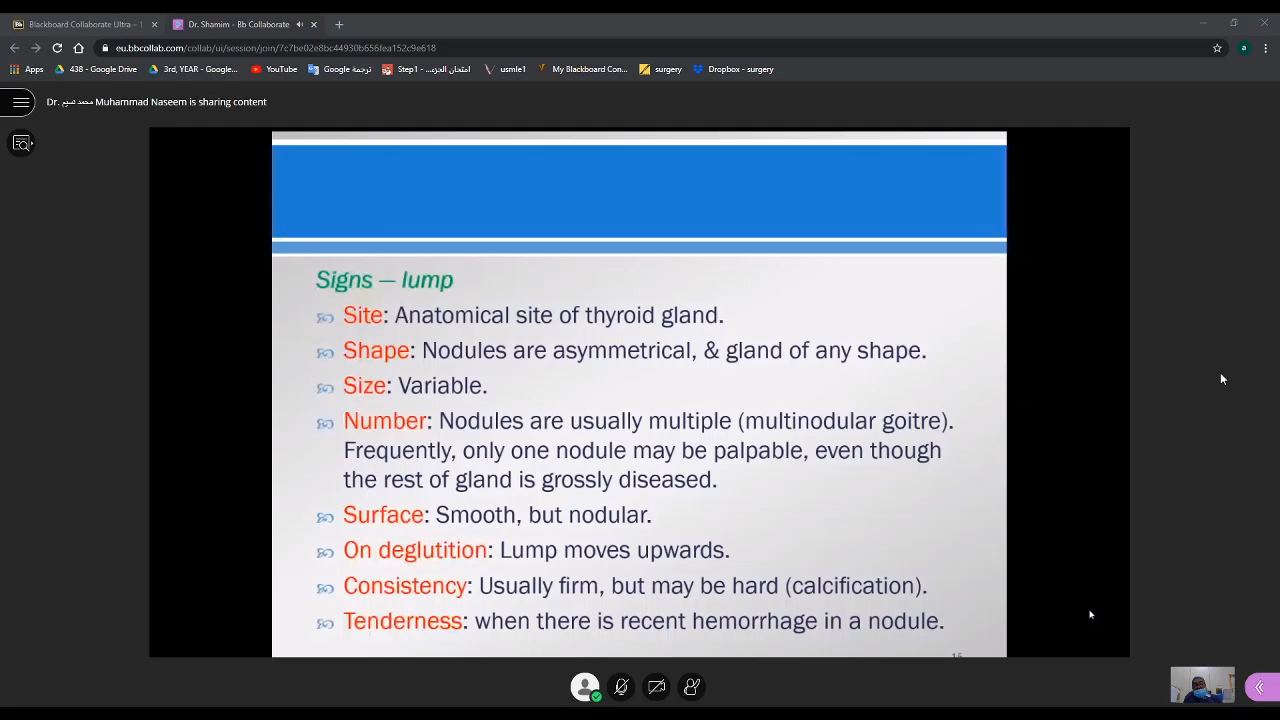 Blackboard Collaborate Ultra – 1
Dr. Shamim - Bb Collaborate
eu.bbcollab.com/collab/ui/session/join/7c7be02e8bc44930b656fea152c9e618
a
Apps
438 - Google Drive
3rd, YEAR - Google...
YouTube
ترجمة Google
Step1 - امتحان الجزء...
usmle1
My Blackboard Con...
surgery
Dropbox - surgery
Dr. محمد نسيم Muhammad Naseem is sharing content
Signs – lump
Site: Anatomical site of thyroid gland.
Shape: Nodules are asymmetrical, & gland of any shape.
Size: Variable.
Number: Nodules are usually multiple (multinodular goitre).
Frequently, only one nodule may be palpable, even though
the rest of gland is grossly diseased.
Surface: Smooth, but nodular.
On deglutition: Lump moves upwards.
Consistency: Usually firm, but may be hard (calcification).
Tenderness: when there is recent hemorrhage in a nodule.
15